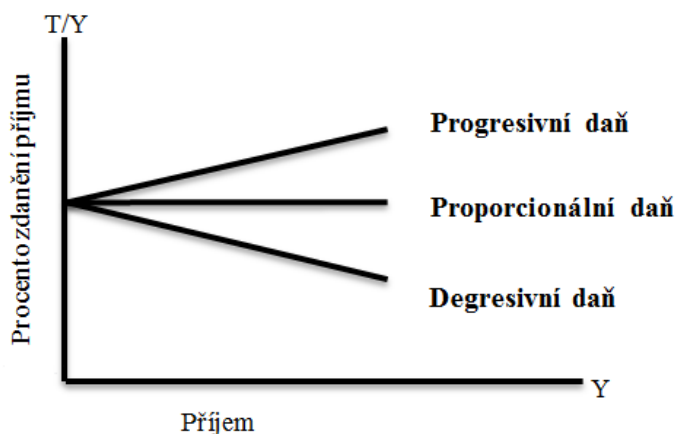 T/Y
Procento zdanění příjmu
Progresivní daň
Proporcionální daň
Degresivní daň
Y
Příjem